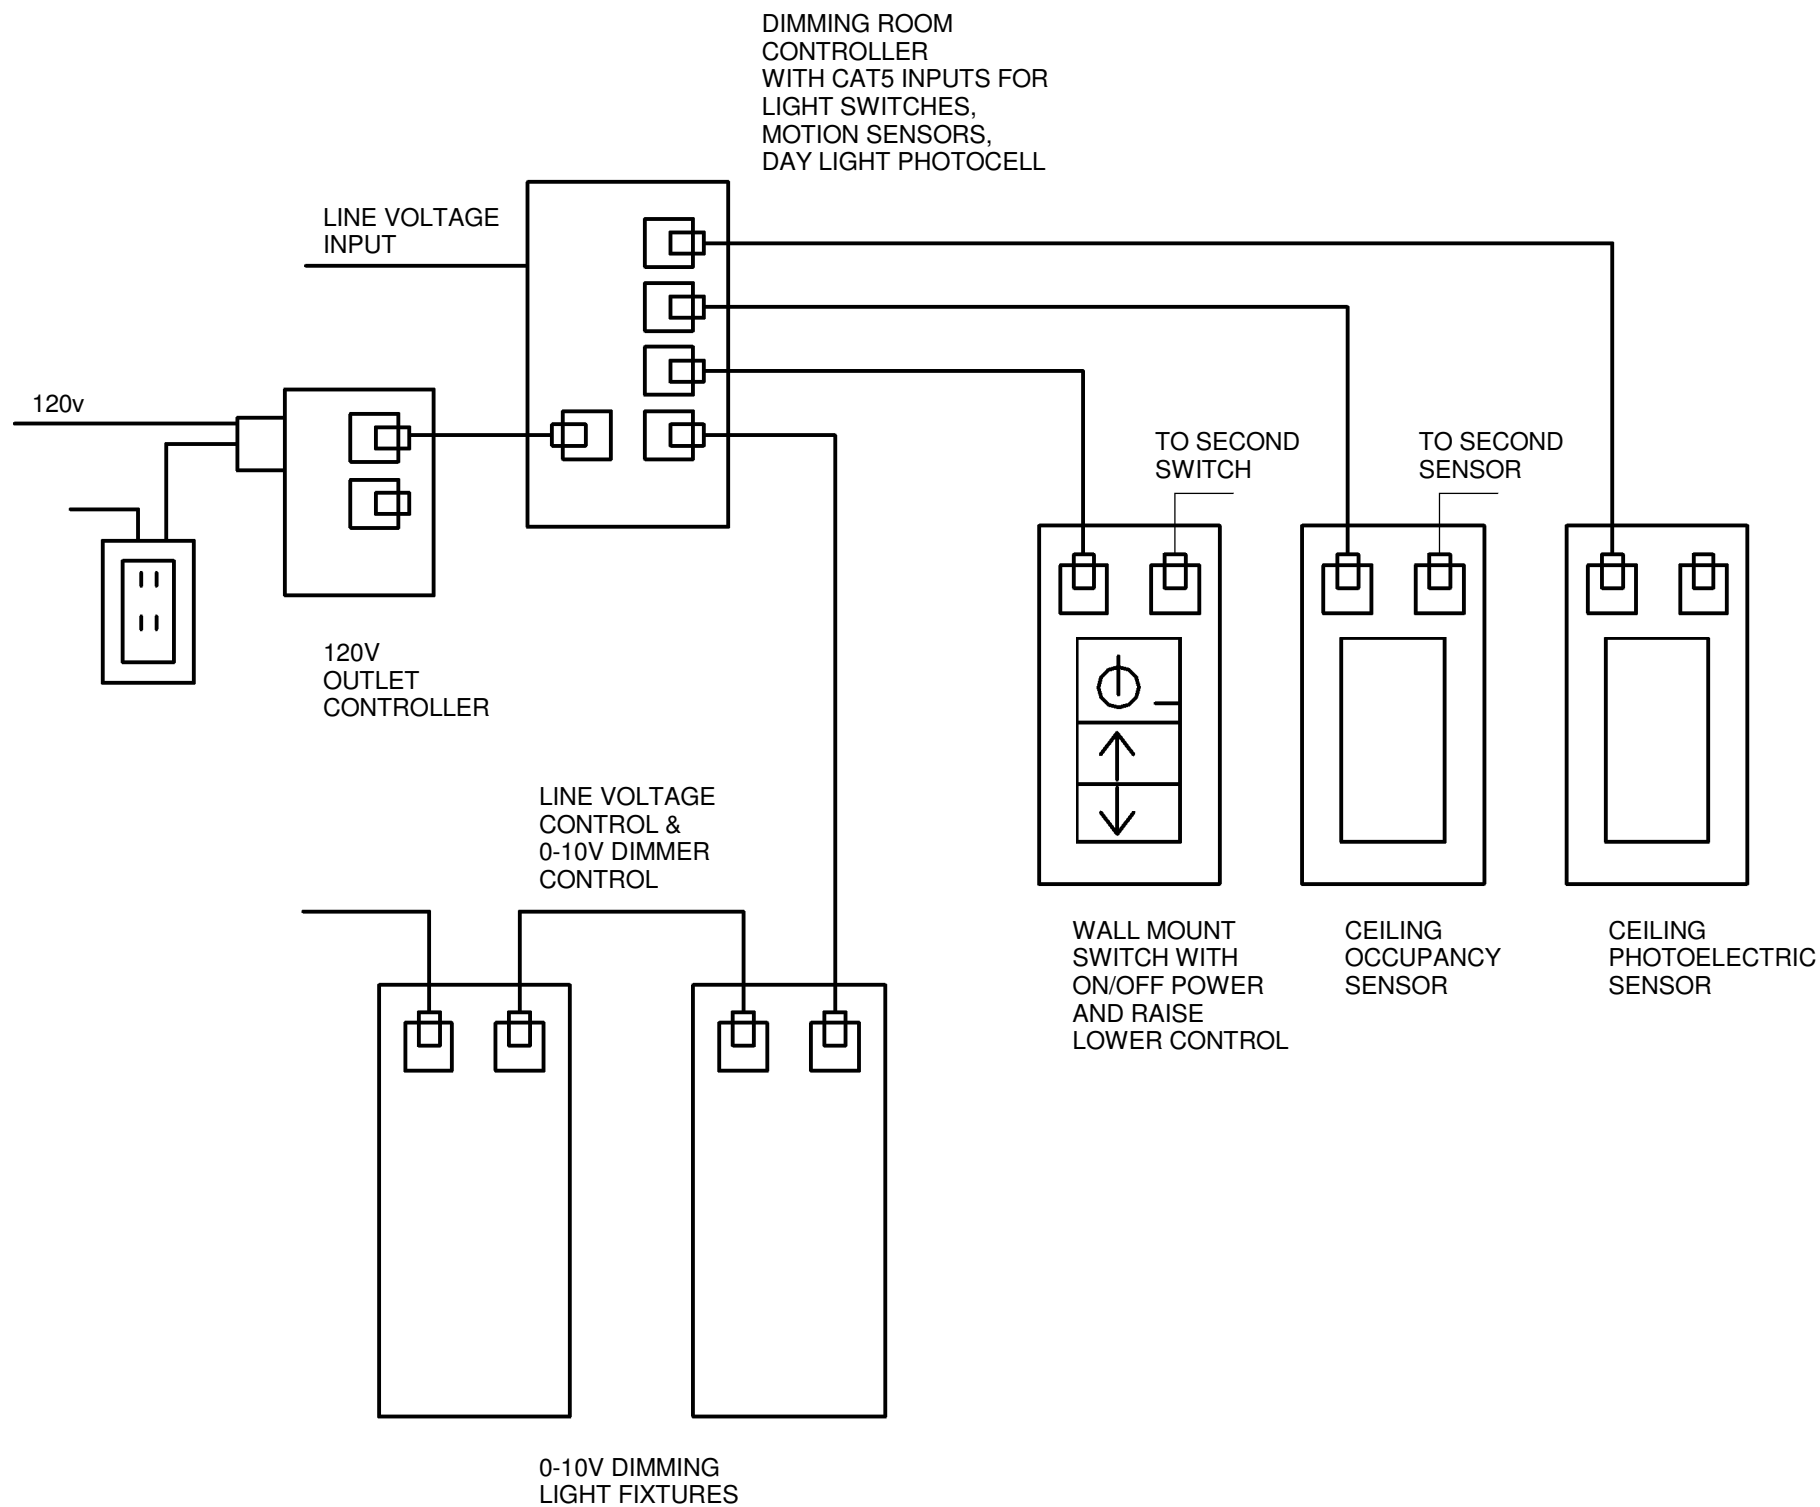 DIMMING ROOM
CONTROLLER
WITH CAT5 INPUTS FOR
LIGHT SWITCHES,
MOTION SENSORS,
DAY LIGHT PHOTOCELL
LINE VOLTAGE
INPUT
120v
TO SECOND
SWITCH
TO SECOND
SENSOR
120V
OUTLET
CONTROLLER
LINE VOLTAGE
CONTROL &
0-10V DIMMER
CONTROL
WALL MOUNT
SWITCH WITH
ON/OFF POWER
AND RAISE
LOWER CONTROL
CEILING
OCCUPANCY
SENSOR
CEILING
PHOTOELECTRIC
SENSOR
0-10V DIMMING
LIGHT FIXTURES